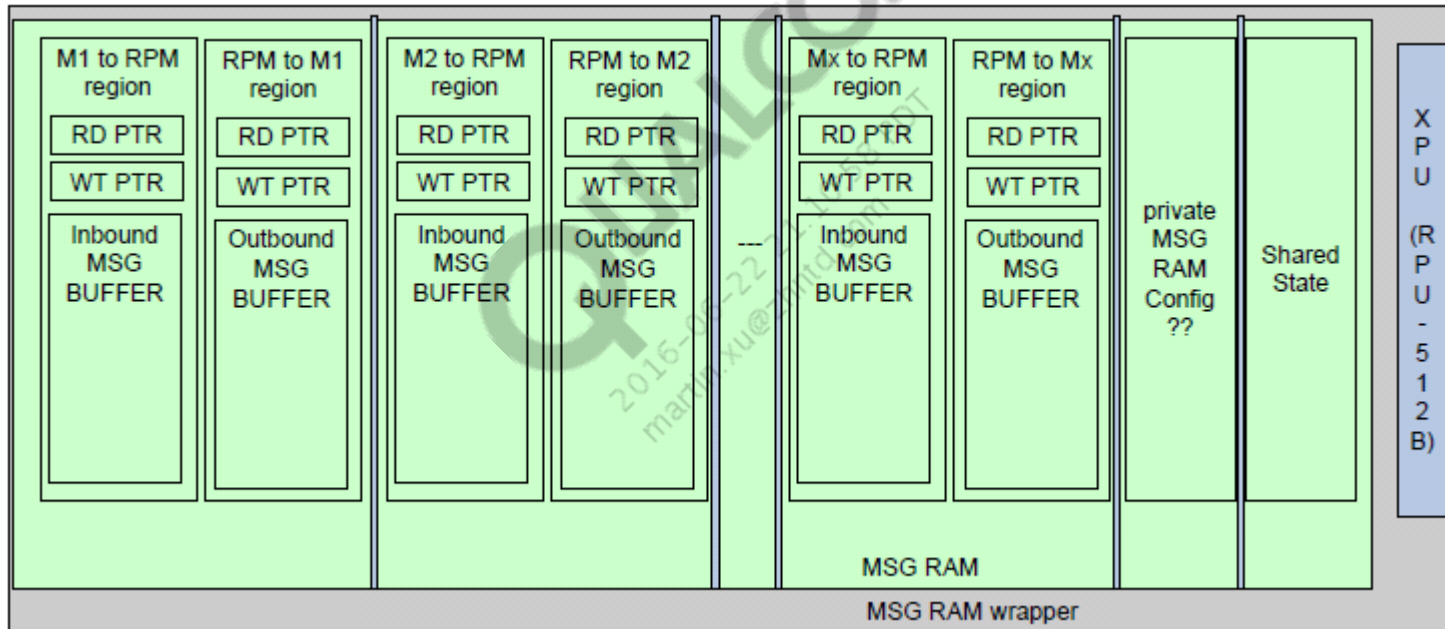 M1 to RPM
region
RD PTR
WT PTR
Inbound
MSG
BUFFER
RPM to M1
region
RD PTR
WT PTR
Outbound
MSG
BUFFER
M2 to RPM
region
RD PTR
WT PTR
Inbound
MSG
BUFFER
RPM to M2
region
RD PTR
WT PTR
Outbound
MSG
BUFFER
---
Mx to RPM
region
RD PTR
WT PTR
Inbound
MSG
BUFFER
RPM to Mx
region
RD PTR
WT PTR
Outbound
MSG
BUFFER
private
MSG
RAM
Config
??
Shared
State
X
P
U
(R
P
U
-
5
1
2
B)
MSG RAM
MSG RAM wrapper
QUALCO